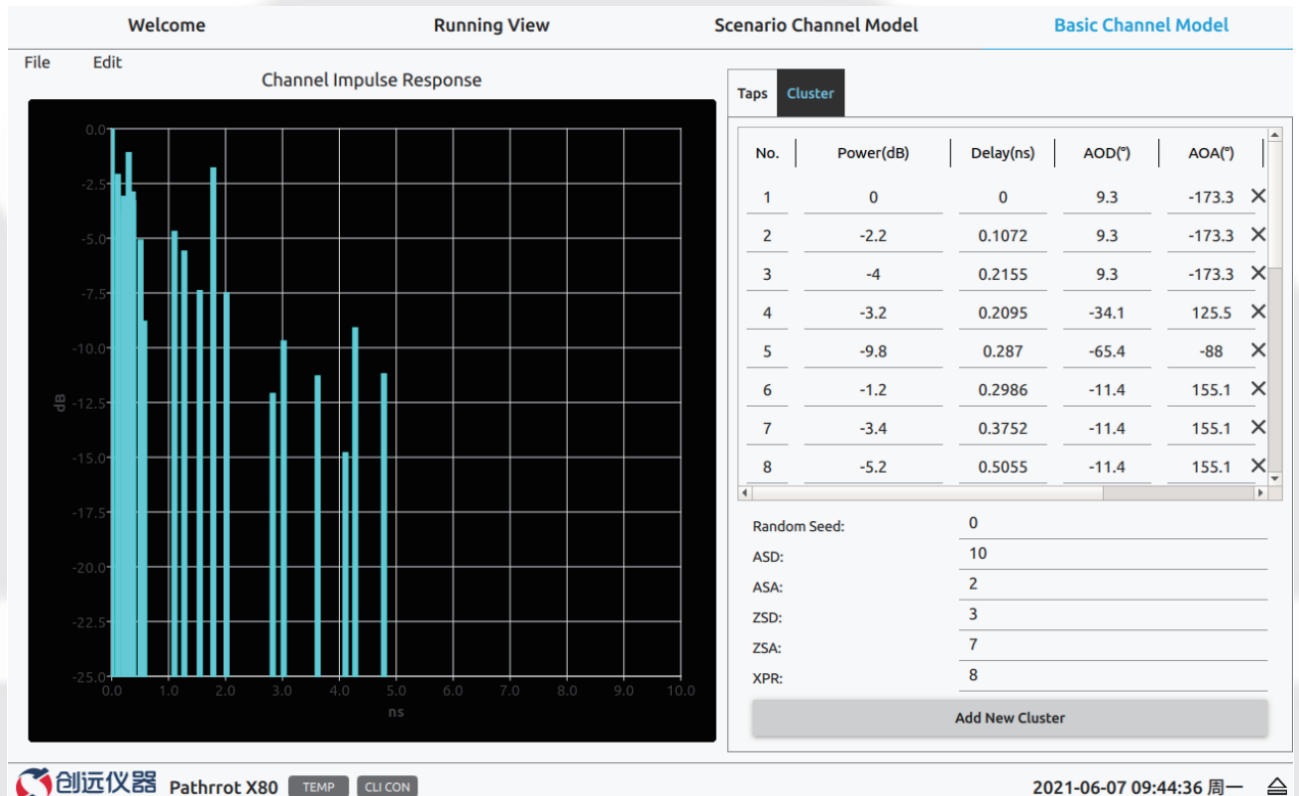 Welcome Running View Scenario Channel Model Basic Channel Model
File Edit
Channel Impulse Response
0.0
-2.5
-5.0
-7.5
-10.0
-12.5
-15.0
-17.5
-20.0
-22.5
-25.0
dB
0.0 1.0 2.0 3.0 4.0 5.0 6.0 7.0 8.0 9.0 10.0
ns
Taps Cluster
No. Power(dB) Delay(ns) AOD(°) AOA(°)
1 0 0 9.3 -173.3 ×
2 -2.2 0.1072 9.3 -173.3 ×
3 -4 0.2155 9.3 -173.3 ×
4 -3.2 0.2095 -34.1 125.5 ×
5 -9.8 0.287 -65.4 -88 ×
6 -1.2 0.2986 -11.4 155.1 ×
7 -3.4 0.3752 -11.4 155.1 ×
8 -5.2 0.5055 -11.4 155.1 ×
Random Seed: 0
ASD: 10
ASA: 2
ZSD: 3
ZSA: 7
XPR: 8
Add New Cluster
创远仪器 Pathrrot X80 TEMP CLI CON 2021-06-07 09:44:36 周一